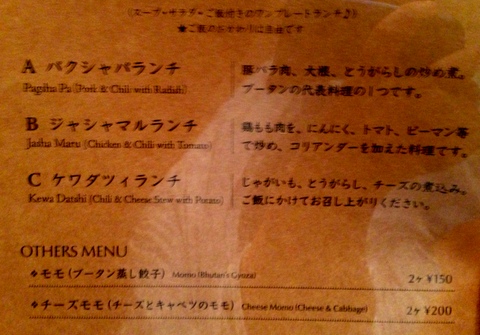 (スープ・サラダ・ご飯付きのワンプレートランチ♪)
★ご飯のおかわりは自由です
A パクシャパランチ
Pagsha Pa (Pork & Chili with Radish)
豚バラ肉、大根、とうがらしの炒め煮。
ブータンの代表料理の1つです。
B ジャシャマルランチ
Jasha Maru (Chicken & Chili with Tomato)
鶏もも肉を、にんにく、トマト、ピーマン等
で炒め、コリアンダーを加えた料理です。
C ケワダツィランチ
Kewa Datshi (Chili & Cheese Stew with Potato)
じゃがいも、とうがらし、チーズの煮込み。
ご飯にかけてお召し上がりください。
OTHERS MENU
❖モモ(ブータン蒸し餃子) Momo (Bhutan's Gyoza) 2ヶ ¥150
❖チーズモモ(チーズとキャベツのモモ) Cheese Momo (Cheese & Cabbage) 2ヶ ¥200